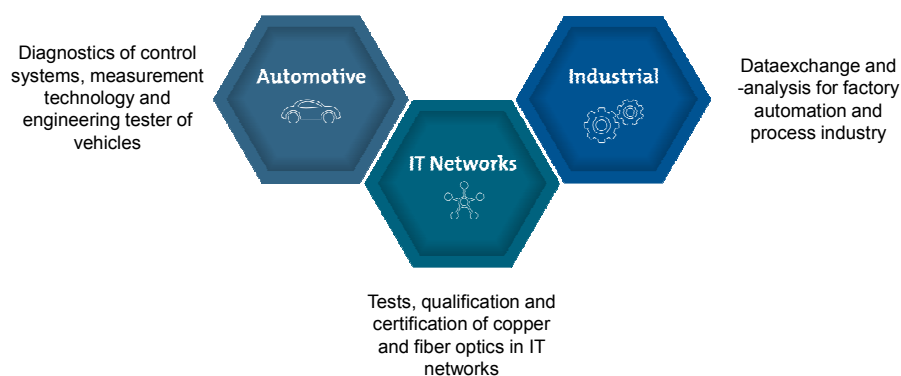 Diagnostics of control
systems, measurement
technology and
engineering tester of
vehicles
Automotive
IT Networks
Industrial
Dataexchange and
-analysis for factory
automation and
process industry
Tests, qualification and
certification of copper
and fiber optics in IT
networks